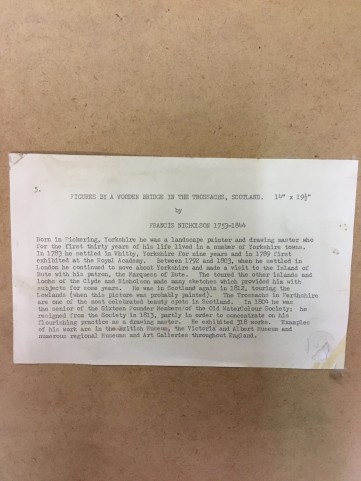 5.
FIGURES BY A WOODEN BRIDGE IN THE TROSSACHS, SCOTLAND. 14" x 19½"
by
FRANCIS NICHOLSON 1753-1844
Born in Pickering, Yorkshire he was a landscape painter and drawing master who
for the first thirty years of his life lived in a number of Yorkshire towns.
In 1783 he settled in Whitby, Yorkshire for nine years and in 1789 first
exhibited at the Royal Academy. Between 1792 and 1803, when he settled in
London he continued to move about Yorkshire and made a visit to the Island of
Bute with his patron, the Marquess of Bute. The toured the other islands and
lochs of the Clyde and Nicholson made many sketches which provided him with
subjects for some years. He was in Scotland again in 1812, touring the
Lowlands (when this picture was probably painted). The Trossachs in Perthshire
are one of the most celebrated beauty spots in Scotland. In 1804 he was
the senior of the Sixteen Founder Members of the Old Watercolour Society; he
resigned from the Society in 1813, partly in order to concentrate on his
flourishing practice as a drawing master. He exhibited 318 works. Examples
of his work are in the British Museum, the Victoria and Albert Museum and
numerous regional Museums and Art Galleries throughout England.